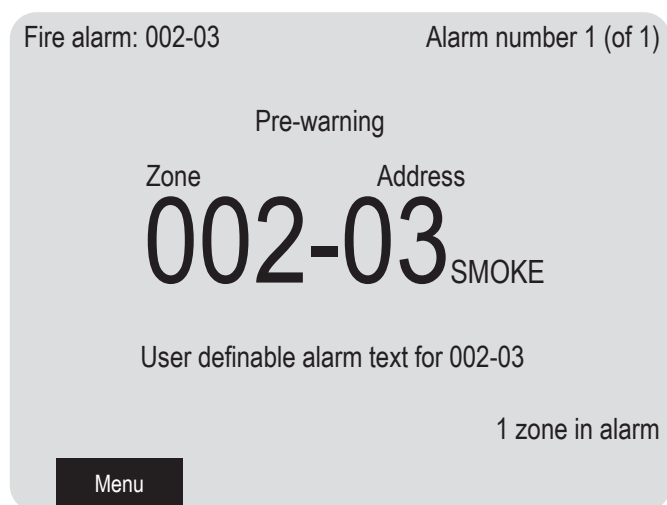 Fire alarm: 002-03 Alarm number 1 (of 1)
Pre-warning
Zone Address
002-03 SMOKE
User definable alarm text for 002-03
1 zone in alarm
Menu